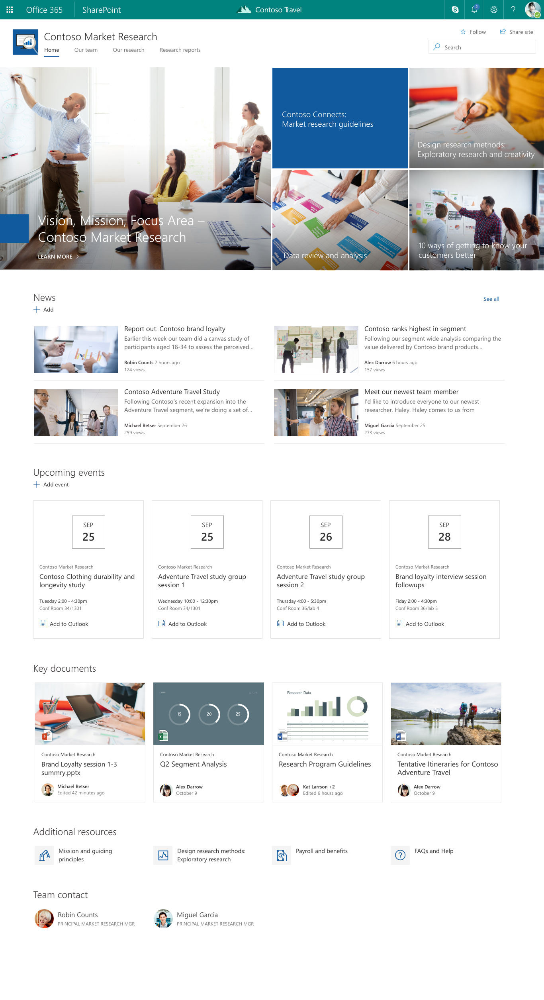 Office 365
SharePoint
Contoso Travel
2
Contoso Market Research
Home
Our team
Our research
Research reports
Follow
Share site
Search
Vision, Mission, Focus Area –
Contoso Market Research
LEARN MORE
Contoso Connects:
Market research guidelines
Design research methods:
Exploratory research and creativity
Data review and analysis
10 ways of getting to know your
customers better
News
See all
Add
Report out: Contoso brand loyalty
Earlier this week our team did a canvas study of
participants aged 18-34 to assess the perceived...
Robin Counts 2 hours ago
124 views
Contoso ranks highest in segment
Following our segment wide analysis comparing the
value delivered by Contoso brand products...
Alex Darrow 6 hours ago
157 views
Contoso Adventure Travel Study
Following Contoso’s recent expansion into the
Adventure Travel segment, we’re doing a set of...
Michael Betser September 26
259 views
Meet our newest team member
I’d like to introduce everyone to our newest
researcher, Haley. Haley comes to us from
Miguel Garcia September 25
273 views
Upcoming events
Add event
SEP
25
Contoso Market Research
Contoso Clothing durability and
longevity study
Tuesday 2:00 - 4:30pm
Conf Room 34/1301
Add to Outlook
SEP
25
Contoso Market Research
Adventure Travel study group
session 1
Wednesday 10:00 - 12:30pm
Conf Room 34/1301
Add to Outlook
SEP
26
Contoso Market Research
Adventure Travel study group
session 2
Thursday 4:00 - 5:30pm
Conf Room 36/lab 4
Add to Outlook
SEP
28
Contoso Market Research
Brand loyalty interview session
followups
Fiday 2:00 - 4:30pm
Conf Room 36/lab 5
Add to Outlook
Key documents
Contoso Market Research
Brand Loyalty session 1-3
summry.pptx
Michael Betser
Edited 42 minutes ago
15
20
25
Contoso Market Research
Q2 Segment Analysis
Alex Darrow
October 9
Research Data
Contoso Market Research
Research Program Guidelines
Kat Larrson +2
Edited 6 hours ago
Contoso Market Research
Tentative Itineraries for Contoso
Adventure Travel
Alex Darrow
October 9
Additional resources
Mission and guiding
principles
Design research methods:
Exploratory research
Payroll and benefits
FAQs and Help
Team contact
Robin Counts
PRINCIPAL MARKET RESEARCH MGR
Miguel Garcia
PRINCIPAL MARKET RESEARCH MGR